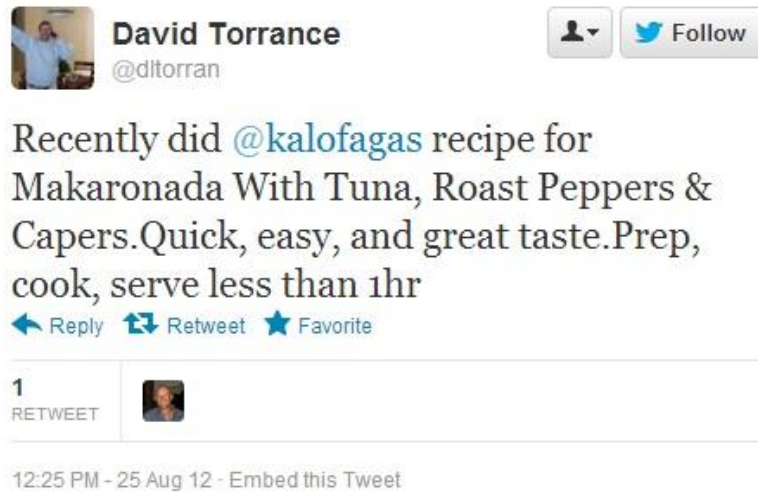 David Torrance
@dltorran
Follow
Recently did @kalofagas recipe for
Makaronada With Tuna, Roast Peppers &
Capers.Quick, easy, and great taste.Prep,
cook, serve less than 1hr
Reply Retweet Favorite
1
RETWEET
12:25 PM - 25 Aug 12 · Embed this Tweet